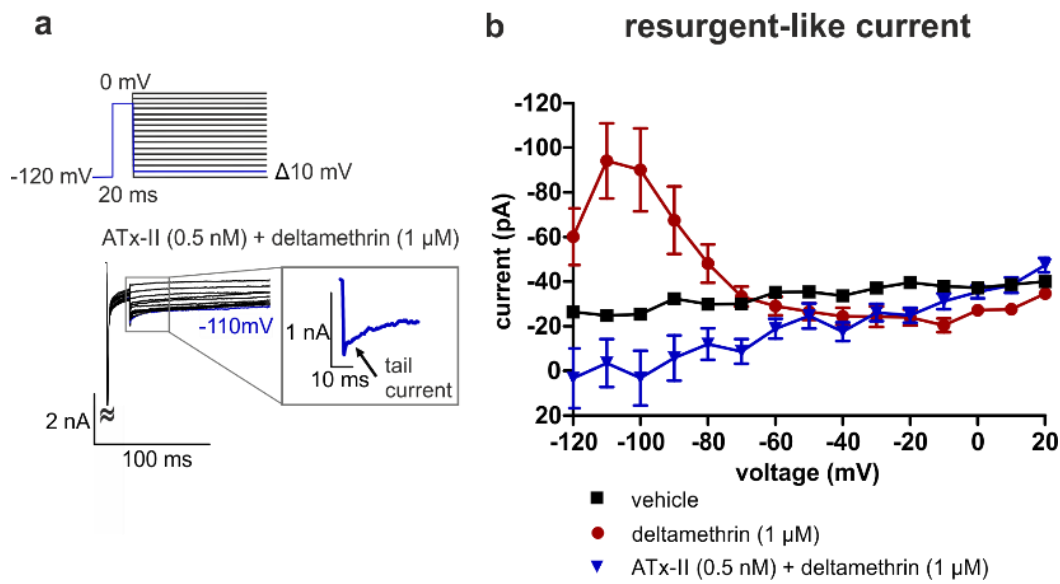 a
0 mV
-120 mV
Δ10 mV
20 ms
ATx-II (0.5 nM) + deltamethrin (1 µM)
-110mV
1 nA
10 ms
tail
current
2 nA
≈
100 ms
b
resurgent-like current
current (pA)
-120
-100
-80
-60
-40
-20
0
20
-120 -100 -80 -60 -40 -20 0 20
voltage (mV)
vehicle
deltamethrin (1 µM)
ATx-II (0.5 nM) + deltamethrin (1 µM)